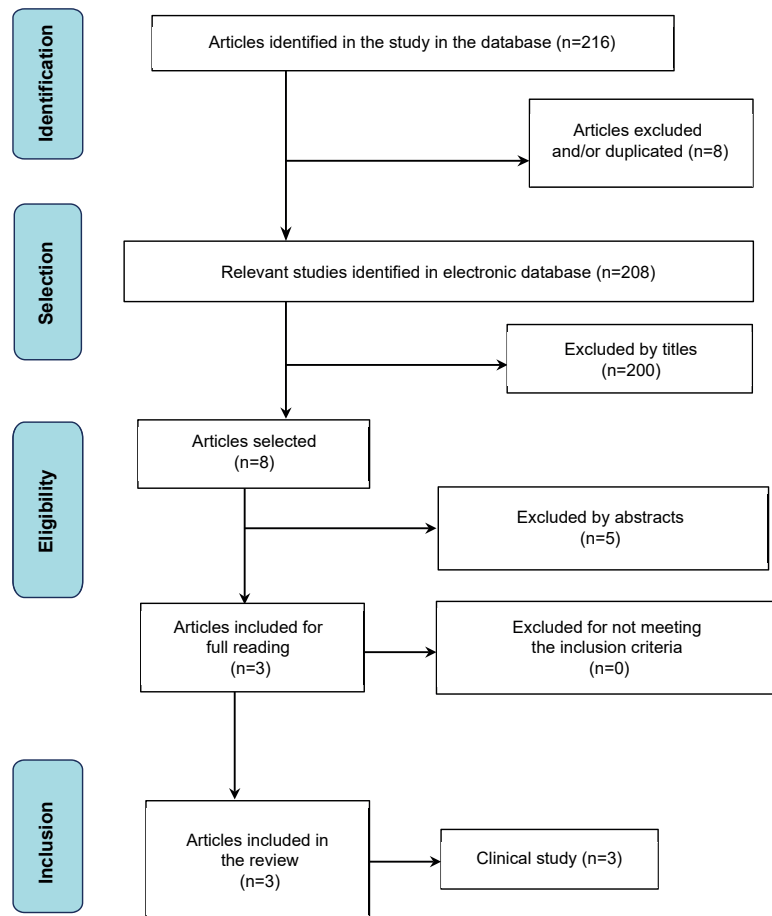 Identification
Articles identified in the study in the database (n=216)
Articles excluded
and/or duplicated (n=8)
Selection
Relevant studies identified in electronic database (n=208)
Excluded by titles
(n=200)
Eligibility
Articles selected
(n=8)
Excluded by abstracts
(n=5)
Articles included for
full reading
(n=3)
Excluded for not meeting
the inclusion criteria
(n=0)
Inclusion
Articles included in
the review
(n=3)
Clinical study (n=3)